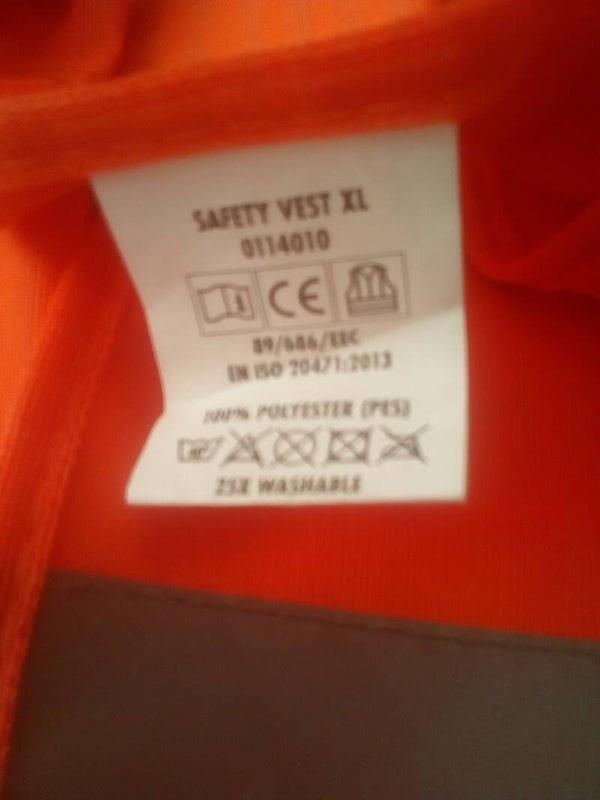 SAFETY VEST XL
0114010
CE
89/686/EEC
EN ISO 20471:2013
100% POLYESTER (PES)
25X WASHABLE